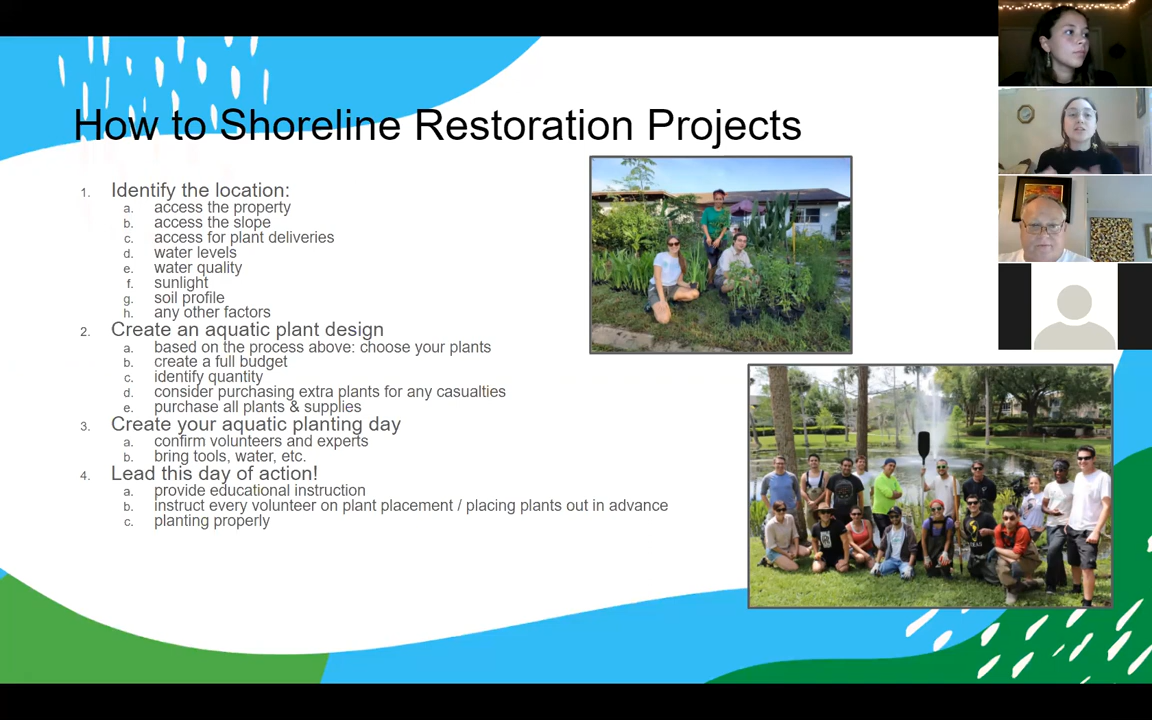 How to Shoreline Restoration Projects
1. Identify the location:
a. access the property
b. access the slope
c. access for plant deliveries
d. water levels
e. water quality
f. sunlight
g. soil profile
h. any other factors
2. Create an aquatic plant design
a. based on the process above: choose your plants
b. create a full budget
c. identify quantity
d. consider purchasing extra plants for any casualties
e. purchase all plants & supplies
3. Create your aquatic planting day
a. confirm volunteers and experts
b. bring tools, water, etc.
4. Lead this day of action!
a. provide educational instruction
b. instruct every volunteer on plant placement / placing plants out in advance
c. planting properly